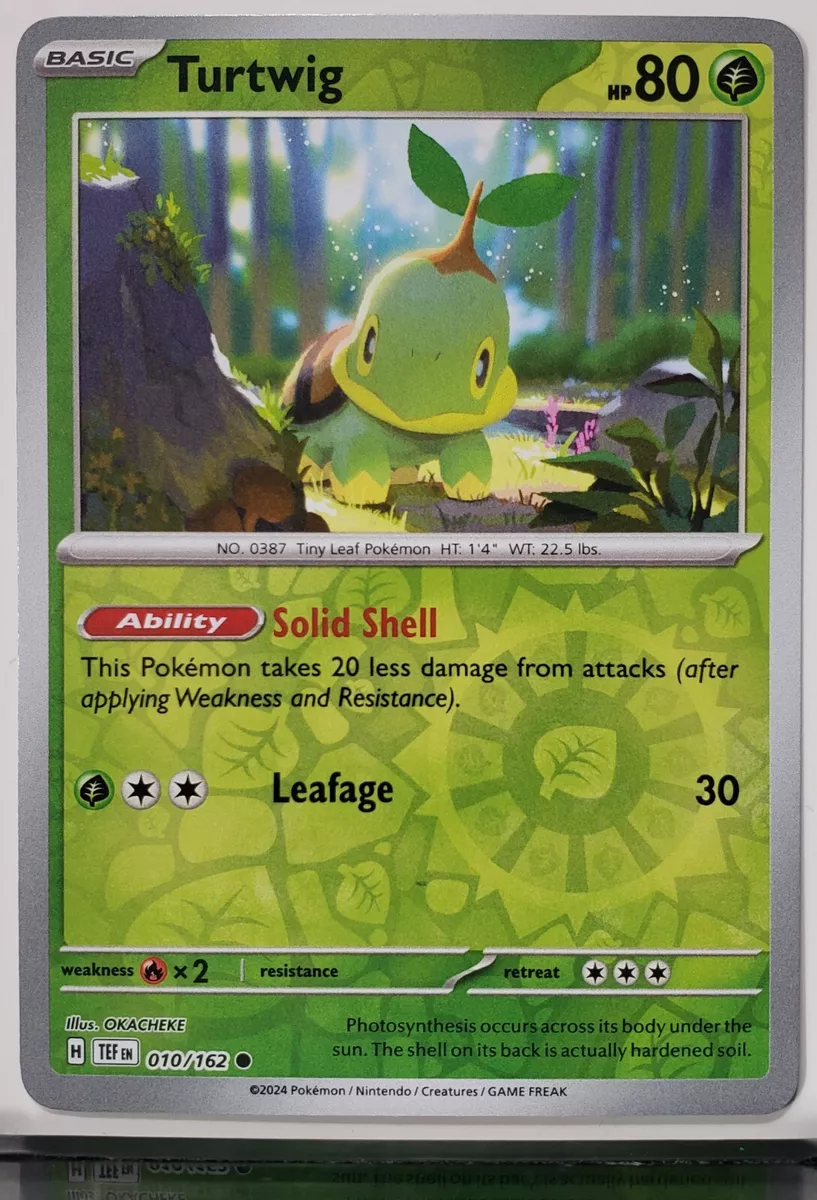 BASIC Turtwig HP 80
NO. 0387 Tiny Leaf Pokémon HT: 1'4" WT: 22.5 lbs.
Ability Solid Shell
This Pokémon takes 20 less damage from attacks (after
applying Weakness and Resistance).
Leafage 30
weakness ×2 resistance retreat
Illus. OKACHEKE
H TEF EN 010/162
Photosynthesis occurs across its body under the
sun. The shell on its back is actually hardened soil.
©2024 Pokémon / Nintendo / Creatures / GAME FREAK